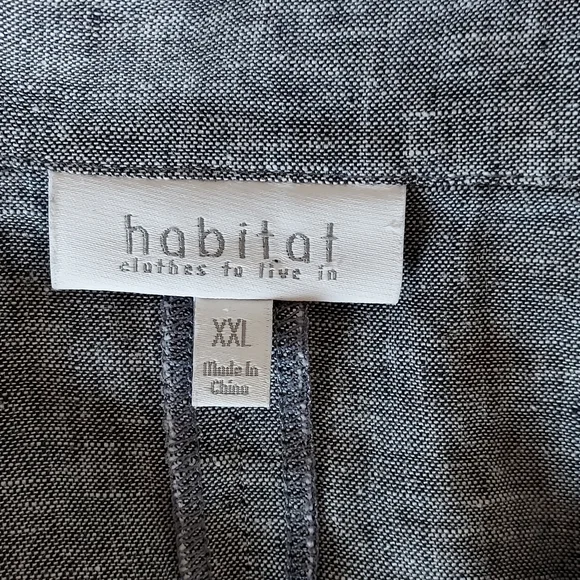 habitat
clothes to live in
XXL
Made In
China